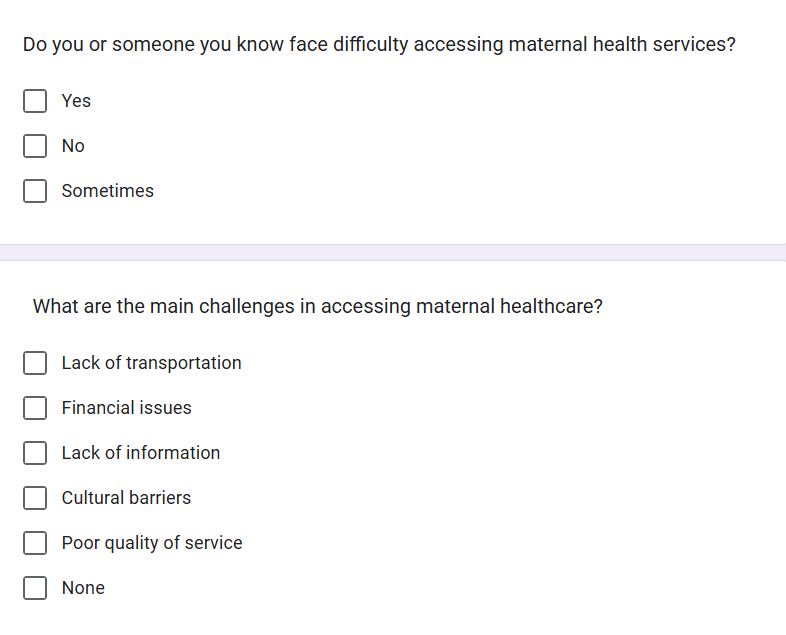 Do you or someone you know face difficulty accessing maternal health services?
Yes
No
Sometimes
What are the main challenges in accessing maternal healthcare?
Lack of transportation
Financial issues
Lack of information
Cultural barriers
Poor quality of service
None